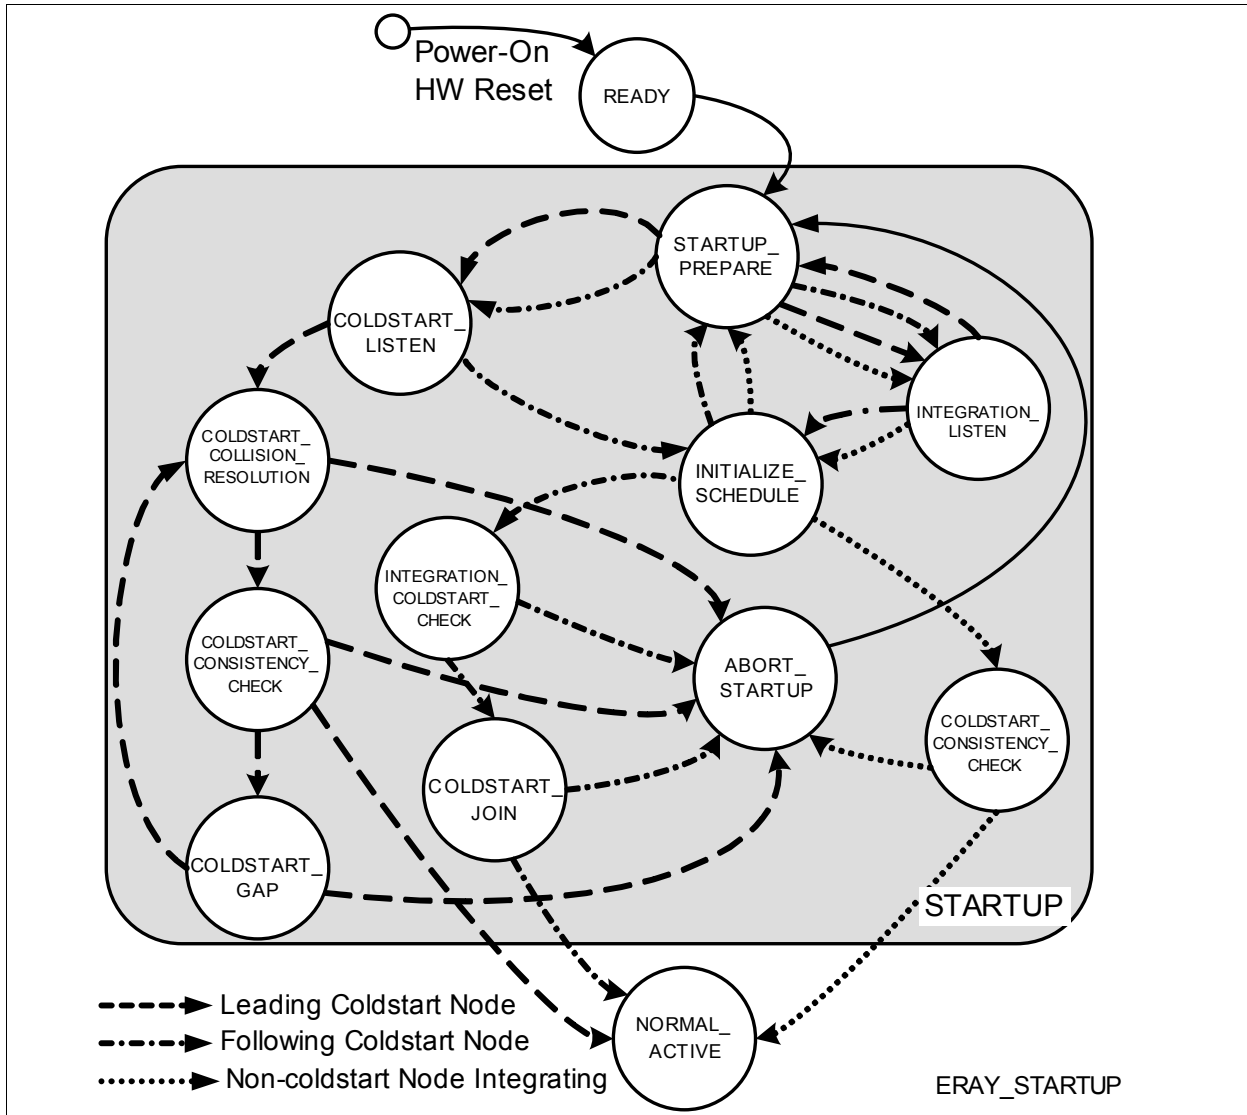 Power-On
HW Reset
READY
STARTUP_
PREPARE
COLDSTART_
LISTEN
INTEGRATION_
LISTEN
COLDSTART_
COLLISION_
RESOLUTION
INITIALIZE_
SCHEDULE
INTEGRATION_
COLDSTART_
CHECK
COLDSTART_
CONSISTENCY_
CHECK
ABORT_
STARTUP
COLDSTART_
CONSISTENCY_
CHECK
COLDSTART_
JOIN
COLDSTART_
GAP
STARTUP
NORMAL_
ACTIVE
Leading Coldstart Node
Following Coldstart Node
Non-coldstart Node Integrating
ERAY_STARTUP